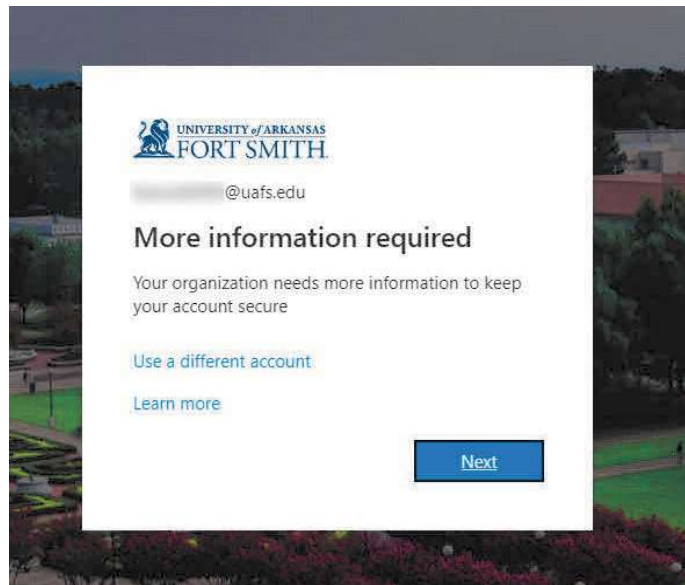 UNIVERSITY of ARKANSAS
FORT SMITH.
@uafs.edu
More information required
Your organization needs more information to keep
your account secure
Use a different account
Learn more
Next